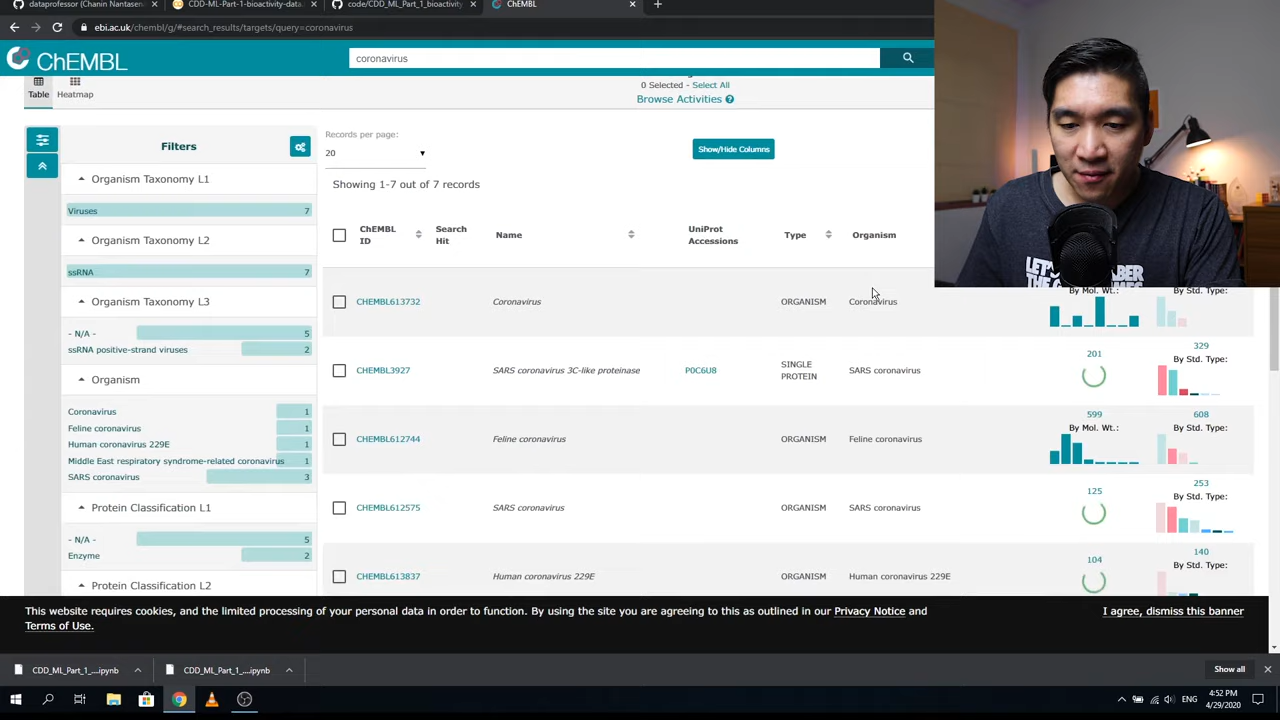 dataprofessor (Chanin Nantasen
CDD-ML-Part-1-bioactivity-data.
code/CDD_ML_Part_1_bioactivity
ChEMBL
ebi.ac.uk/chembl/g/#search_results/targets/query=coronavirus
ChEMBL
coronavirus
Table
Heatmap
0 Selected - Select All
Browse Activities
Filters
Records per page:
20
Show/Hide Columns
Showing 1-7 out of 7 records
Organism Taxonomy L1
Viruses 7
Organism Taxonomy L2
ssRNA 7
Organism Taxonomy L3
- N/A - 5
ssRNA positive-strand viruses 2
Organism
Coronavirus 1
Feline coronavirus 1
Human coronavirus 229E 1
Middle East respiratory syndrome-related coronavirus 1
SARS coronavirus 3
Protein Classification L1
- N/A - 5
Enzyme 2
Protein Classification L2
ChEMBL ID
Search Hit
Name
UniProt Accessions
Type
Organism
CHEMBL613732 Coronavirus ORGANISM Coronavirus By Mol. Wt.: By Std. Type:
CHEMBL3927 SARS coronavirus 3C-like proteinase P0C6U8 SINGLE PROTEIN SARS coronavirus 201 329 By Std. Type:
CHEMBL612744 Feline coronavirus ORGANISM Feline coronavirus 599 By Mol. Wt.: 608 By Std. Type:
CHEMBL612575 SARS coronavirus ORGANISM SARS coronavirus 125 253 By Std. Type:
CHEMBL613837 Human coronavirus 229E ORGANISM Human coronavirus 229E 104 140 By Std. Type:
This website requires cookies, and the limited processing of your personal data in order to function. By using the site you are agreeing to this as outlined in our Privacy Notice and
Terms of Use.
I agree, dismiss this banner
CDD_ML_Part_1_....ipynb
CDD_ML_Part_1_....ipynb
Show all
ENG
4:52 PM
4/29/2020